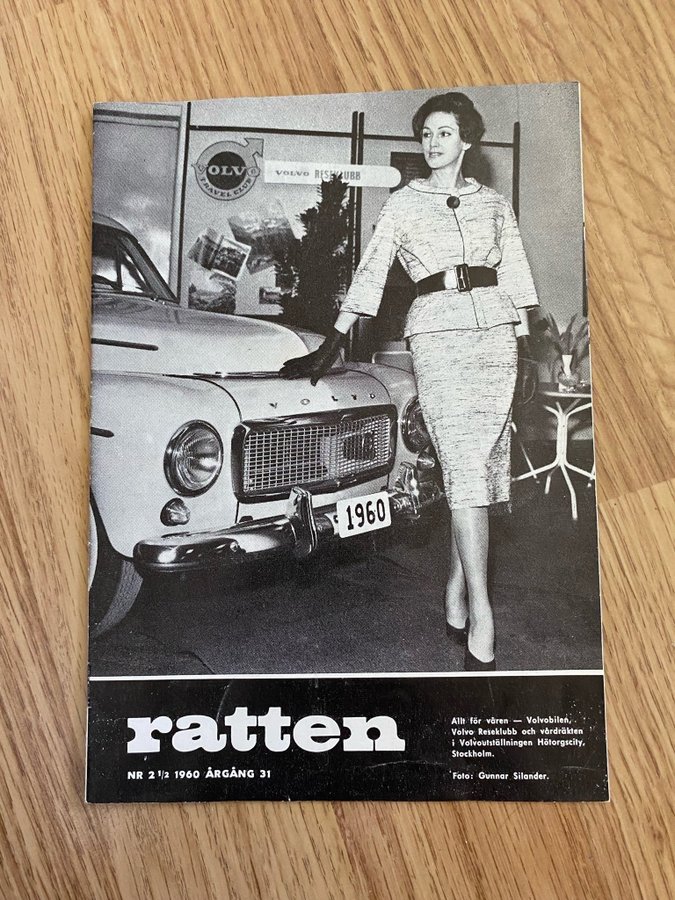 VOLVO
TRAVEL CLUB
VOLVO RESEKLUBB
VOLVO
1960
ratten
NR 2 1/2 1960 ÅRGÅNG 31
Allt för våren — Volvobilen,
Volvo Reseklubb och vårdräkten
i Volvoutställningen Hötorgscity,
Stockholm.
Foto: Gunnar Silander.